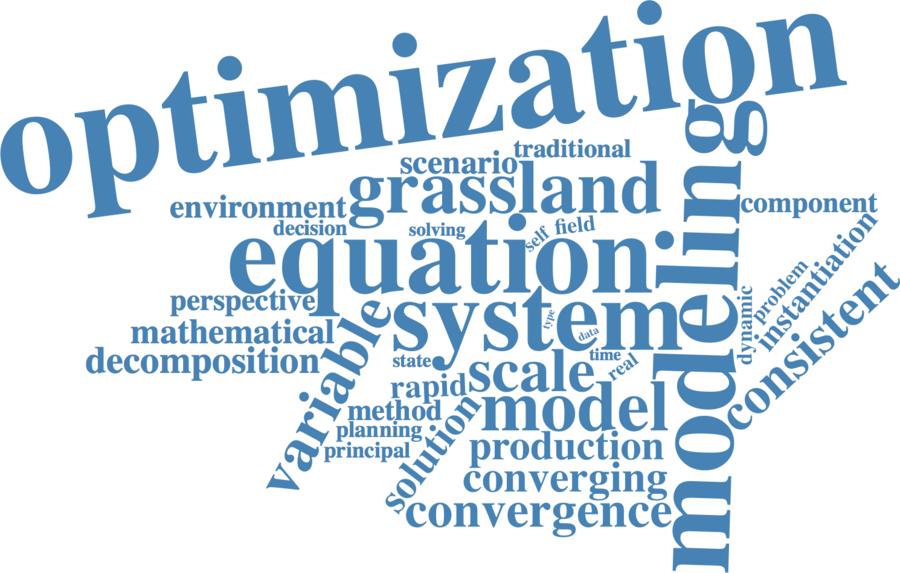 optimization
traditional
scenario
grassland
environment
component
decision
solving
self
field
equation
modeling
perspective
system
type
data
mathematical
variable
decomposition
state
time
real
dynamic
problem
instantiation
consistent
rapid
scale
method
model
planning
principal
solution
production
converging
convergence